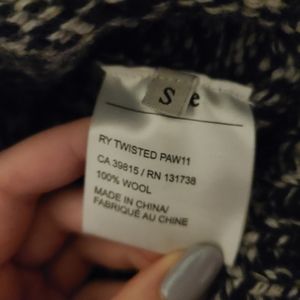 S
e
RY TWISTED PAW11
CA 39815 / RN 131738
100% WOOL
MADE IN CHINA/
FABRIQUÉ AU CHINE